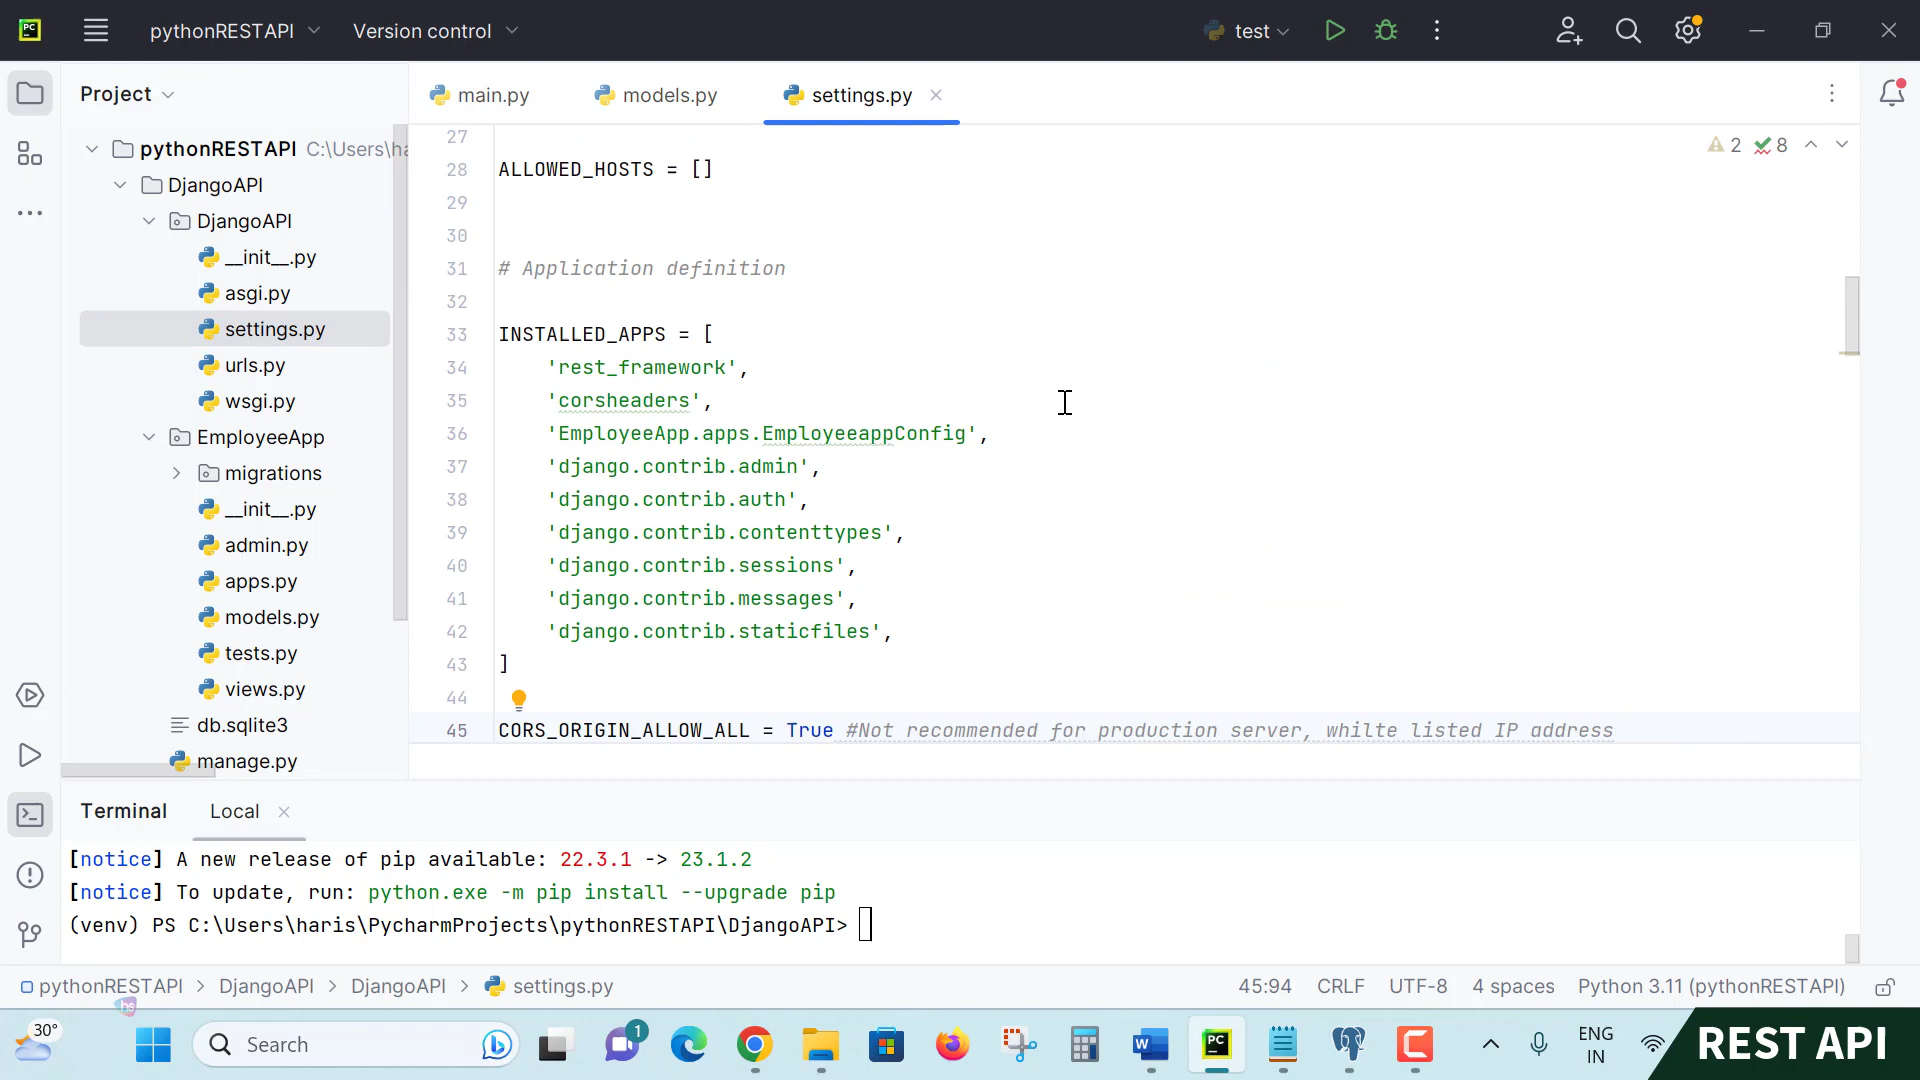 PC
pythonRESTAPI
Version control
test
Project
main.py
models.py
settings.py
pythonRESTAPI C:\Users\ha
DjangoAPI
DjangoAPI
__init__.py
asgi.py
settings.py
urls.py
wsgi.py
EmployeeApp
migrations
__init__.py
admin.py
apps.py
models.py
tests.py
views.py
db.sqlite3
manage.py
2 8
27
28 ALLOWED_HOSTS = []
29
30
31 # Application definition
32
33 INSTALLED_APPS = [
34 'rest_framework',
35 'corsheaders',
36 'EmployeeApp.apps.EmployeeappConfig',
37 'django.contrib.admin',
38 'django.contrib.auth',
39 'django.contrib.contenttypes',
40 'django.contrib.sessions',
41 'django.contrib.messages',
42 'django.contrib.staticfiles',
43 ]
44
45 CORS_ORIGIN_ALLOW_ALL = True #Not recommended for production server, whilte listed IP address
Terminal Local
[notice] A new release of pip available: 22.3.1 -> 23.1.2
[notice] To update, run: python.exe -m pip install --upgrade pip
(venv) PS C:\Users\haris\PycharmProjects\pythonRESTAPI\DjangoAPI>
pythonRESTAPI > DjangoAPI > DjangoAPI > settings.py
45:94 CRLF UTF-8 4 spaces Python 3.11 (pythonRESTAPI)
hs
30°
Search
1
W
PC
ENG
IN
REST API